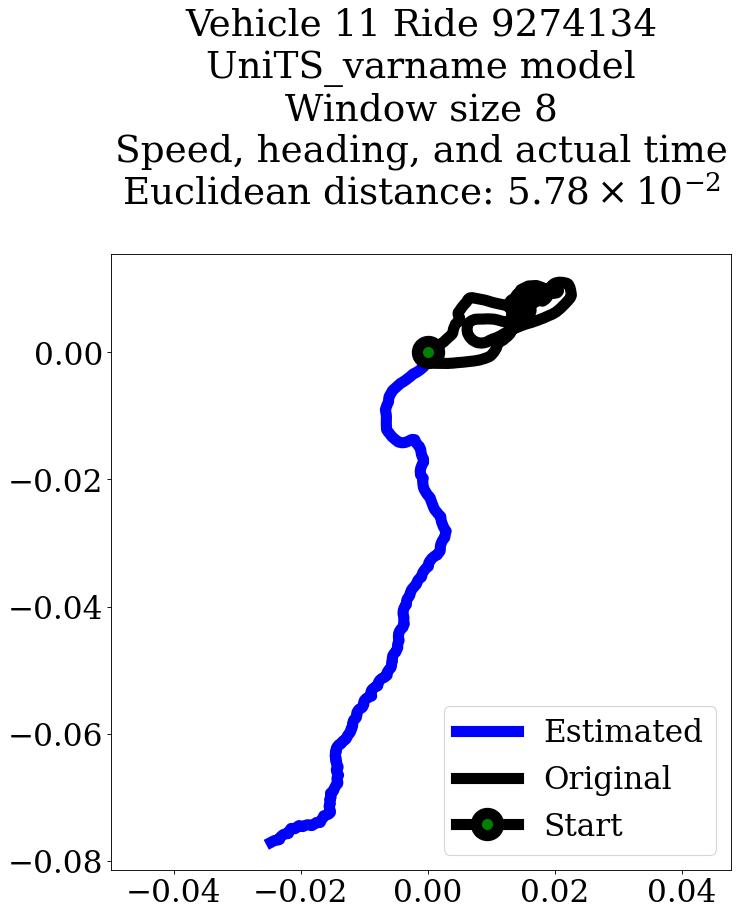 Vehicle 11 Ride 9274134
UniTS_varname model
Window size 8
Speed, heading, and actual time
Euclidean distance: 5.78 × 10⁻²
0.00
−0.02
−0.04
−0.06
−0.08
Estimated
Original
Start
−0.04 −0.02 0.00 0.02 0.04